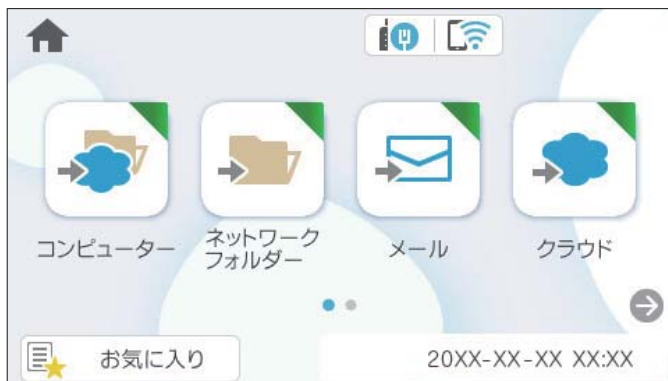 コンピューター
ネットワーク
フォルダー
メール
クラウド
お気に入り
20XX-XX-XX XX:XX